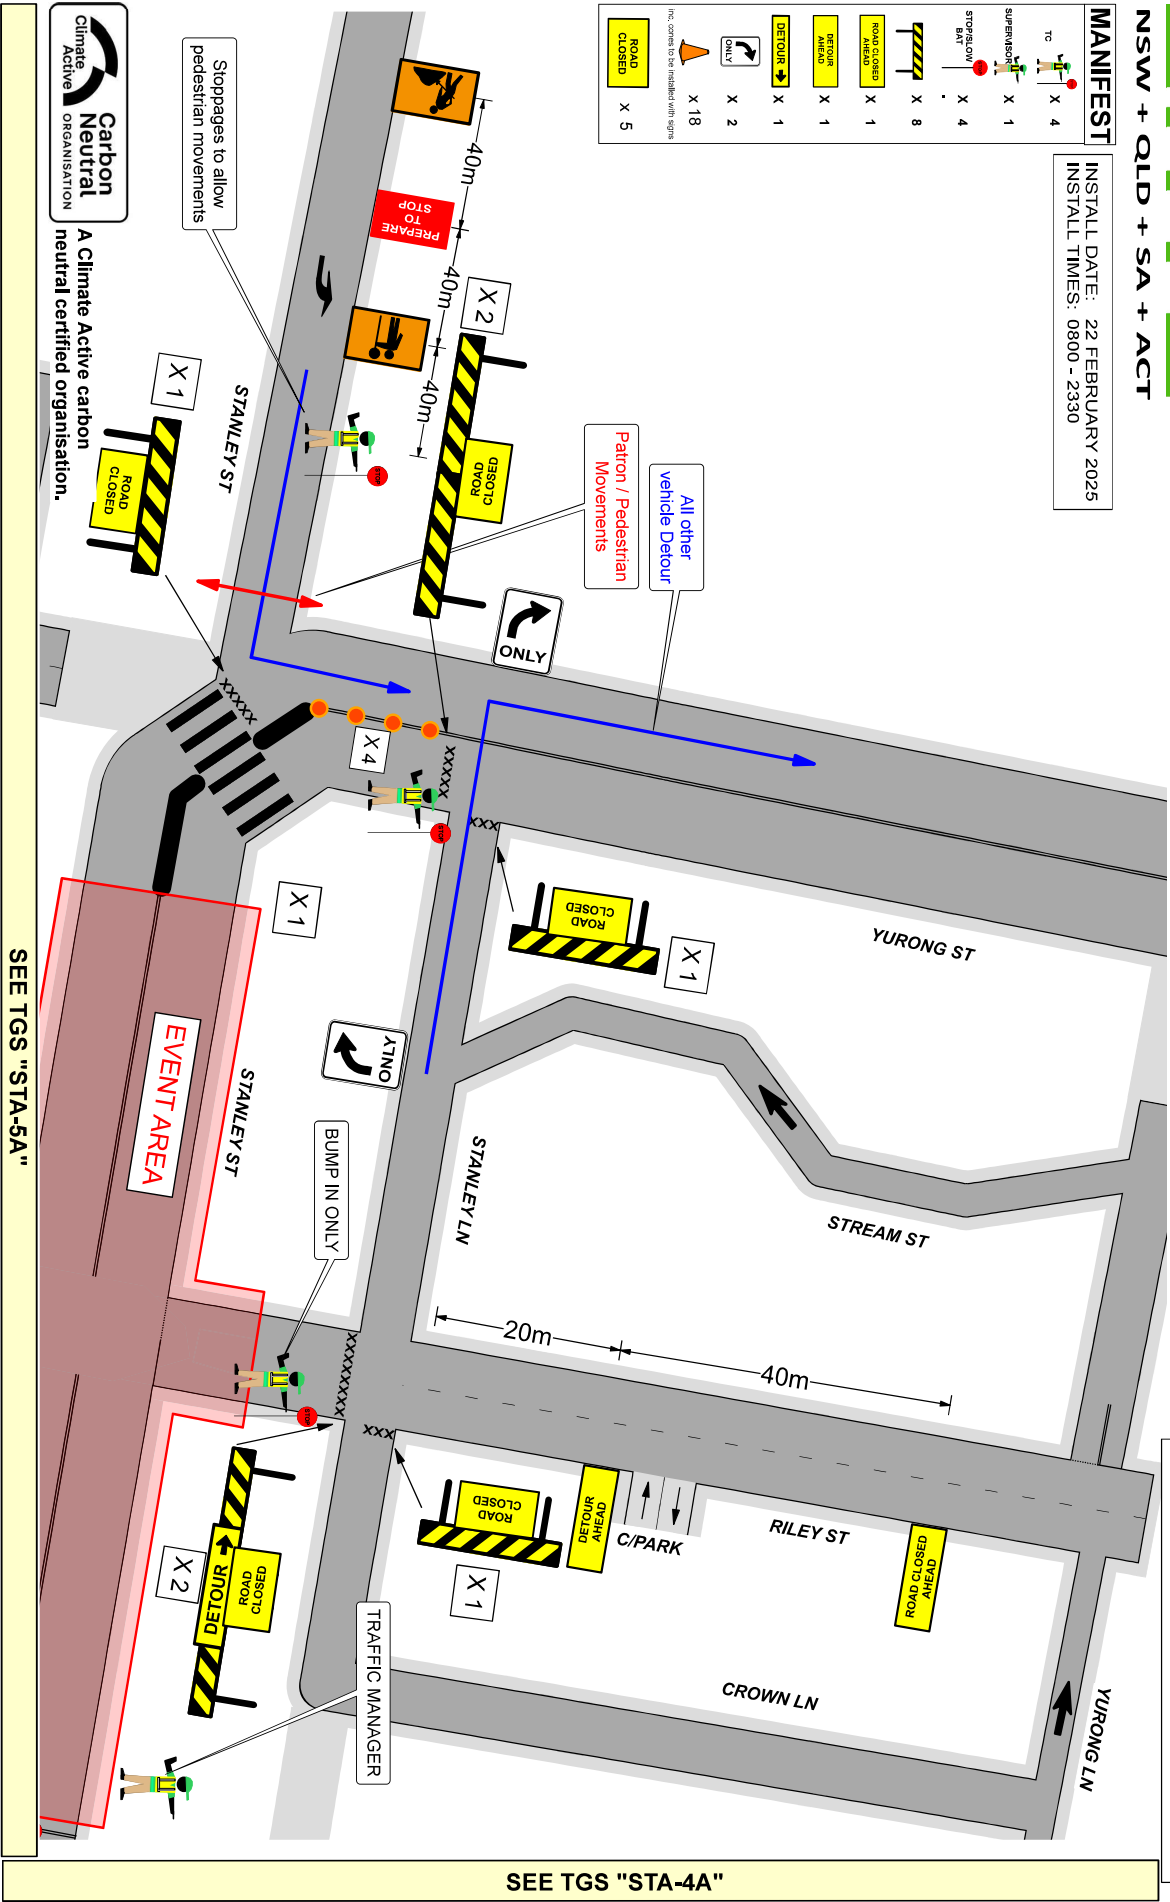 NSW + QLD + SA + ACT
INSTALL DATE: 22 FEBRUARY 2025
INSTALL TIMES: 0800 - 2330
MANIFEST
TC
X 4
SUPERVISOR
X 1
STOP/SLOW
BAT
X 4
X 8
ROAD CLOSED
AHEAD
X 1
DETOUR
AHEAD
X 1
DETOUR
X 1
ONLY
X 2
X 18
inc. cones to be installed with signs
ROAD
CLOSED
X 5
40m
40m
40m
PREPARE
TO
STOP
Stoppages to allow
pedestrian movements
Climate
Active
Carbon
Neutral
ORGANISATION
A Climate Active carbon
neutral certified organisation.
X 2
ROAD
CLOSED
STOP
X 1
ROAD
CLOSED
STANLEY ST
Patron / Pedestrian
Movements
All other
vehicle Detour
ONLY
X 4
STOP
X 1
ROAD
CLOSED
X 1
YURONG ST
EVENT AREA
STANLEY ST
ONLY
BUMP IN ONLY
STANLEY LN
STREAM ST
20m
40m
STOP
ROAD
CLOSED
X 1
DETOUR
AHEAD
C/PARK
RILEY ST
ROAD CLOSED
AHEAD
X 2
DETOUR
ROAD
CLOSED
TRAFFIC MANAGER
CROWN LN
YURONG LN
SEE TGS "STA-5A"
SEE TGS "STA-4A"